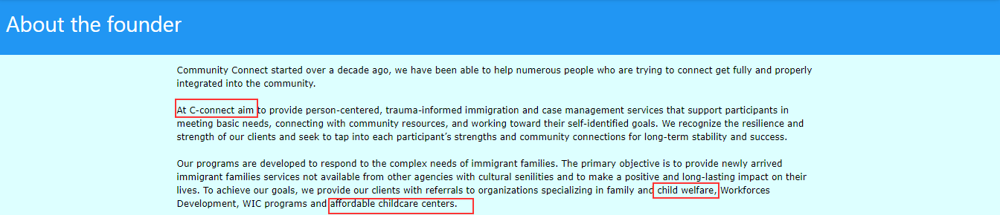 About the founder
Community Connect started over a decade ago, we have been able to help numerous people who are trying to connect get fully and properly
integrated into the community.
At C-connect aim to provide person-centered, trauma-informed immigration and case management services that support participants in
meeting basic needs, connecting with community resources, and working toward their self-identified goals. We recognize the resilience and
strength of our clients and seek to tap into each participant’s strengths and community connections for long-term stability and success.
Our programs are developed to respond to the complex needs of immigrant families. The primary objective is to provide newly arrived
immigrant families services not available from other agencies with cultural senilities and to make a positive and long-lasting impact on their
lives. To achieve our goals, we provide our clients with referrals to organizations specializing in family and child welfare, Workforces
Development, WIC programs and affordable childcare centers.